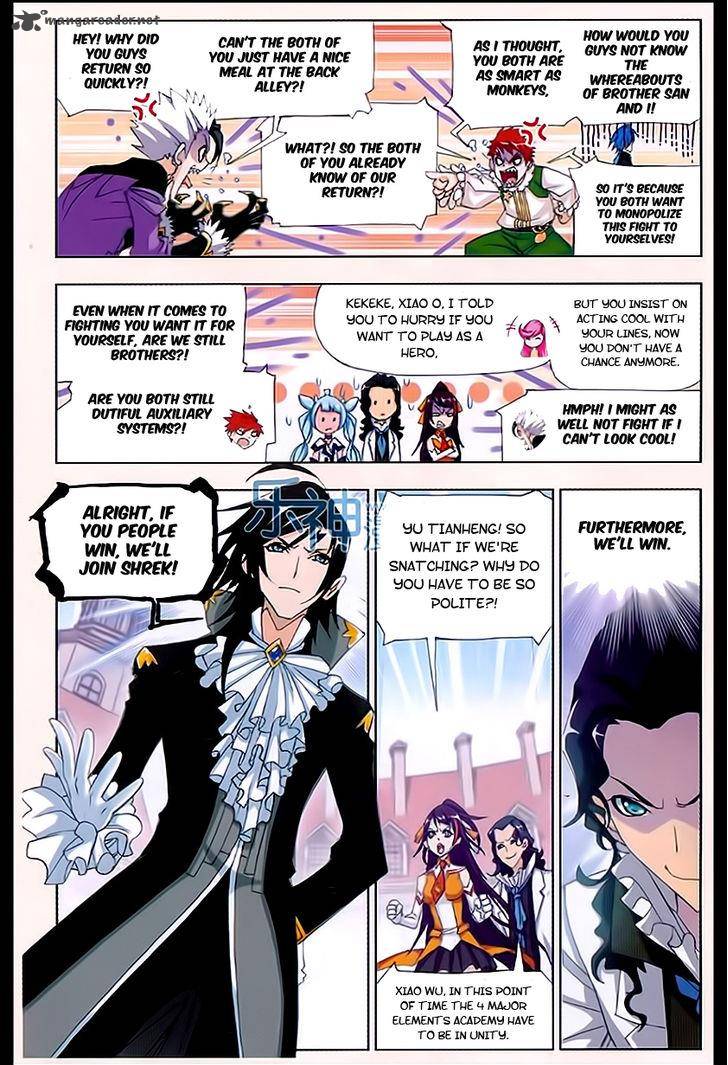 mangareader.net
HEY! WHY DID
YOU GUYS
RETURN SO
QUICKLY?!
CAN'T THE BOTH OF
YOU JUST HAVE A NICE
MEAL AT THE BACK
ALLEY?!
WHAT?! SO THE BOTH
OF YOU ALREADY
KNOW OF OUR
RETURN?!
AS I THOUGHT,
YOU BOTH ARE
AS SMART AS
MONKEYS,
HOW WOULD YOU
GUYS NOT KNOW
THE
WHEREABOUTS
OF BROTHER SAN
AND I!
SO IT'S BECAUSE
YOU BOTH WANT
TO MONOPOLIZE
THIS FIGHT TO
YOURSELVES!
EVEN WHEN IT COMES TO
FIGHTING YOU WANT IT FOR
YOURSELF, ARE WE STILL
BROTHERS?!
ARE YOU BOTH STILL
DUTIFUL AUXILIARY
SYSTEMS?!
KEKEKE, XIAO O, I TOLD
YOU TO HURRY IF YOU
WANT TO PLAY AS A
HERO,
BUT YOU INSIST ON
ACTING COOL WITH
YOUR LINES, NOW
YOU DON'T HAVE A
CHANCE ANYMORE.
HMPH! I MIGHT AS
WELL NOT FIGHT IF I
CAN'T LOOK COOL!
乐神
ALRIGHT, IF
YOU PEOPLE
WIN, WE'LL
JOIN SHREK!
YU TIANHENG! SO
WHAT IF WE'RE
SNATCHING? WHY DO
YOU HAVE TO BE SO
POLITE?!
XIAO WU, IN THIS POINT
OF TIME THE 4 MAJOR
ELEMENTS ACADEMY HAVE
TO BE IN UNITY.
FURTHERMORE,
WE'LL WIN.